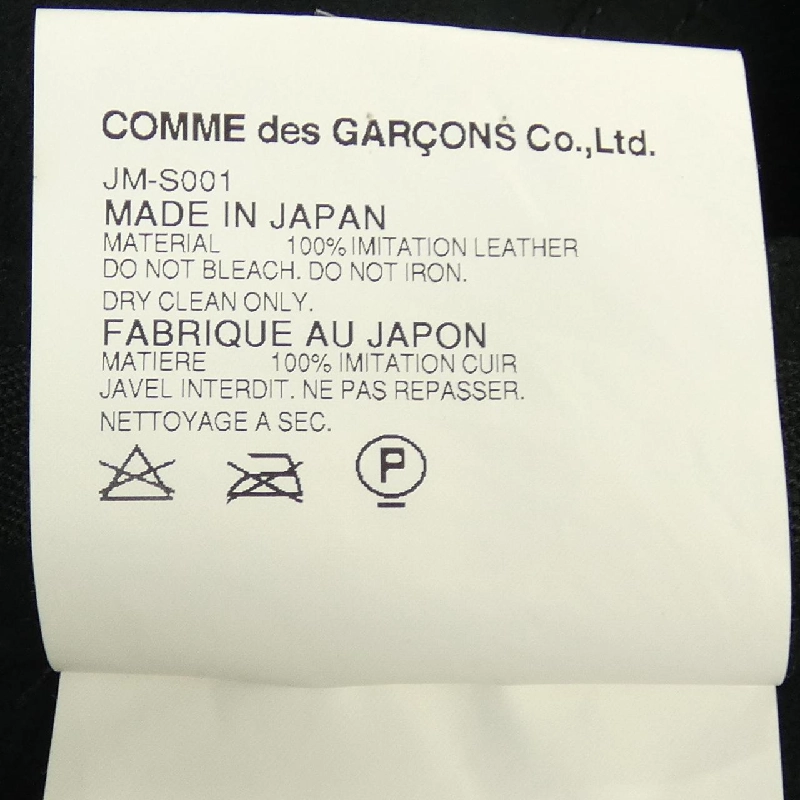 COMME des GARÇONS Co.,Ltd.
JM-S001
MADE IN JAPAN
MATERIAL 100% IMITATION LEATHER
DO NOT BLEACH. DO NOT IRON.
DRY CLEAN ONLY.
FABRIQUE AU JAPON
MATIERE 100% IMITATION CUIR
JAVEL INTERDIT. NE PAS REPASSER.
NETTOYAGE A SEC.
P